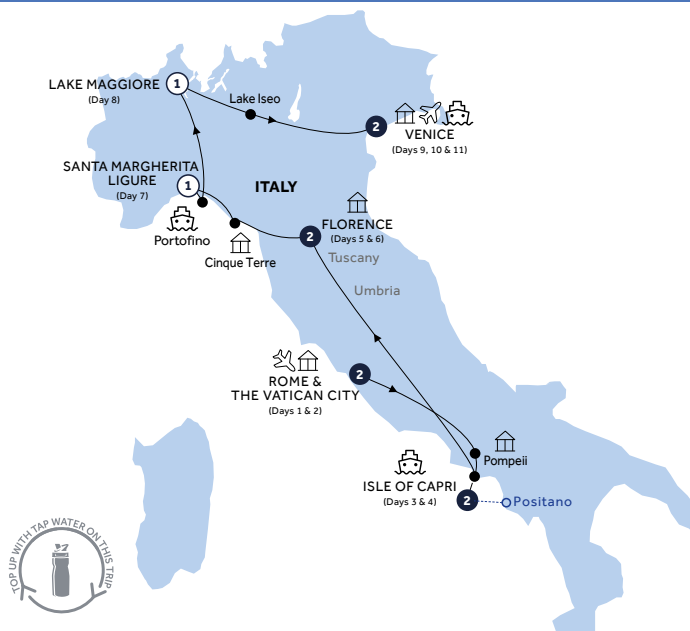 LAKE MAGGIORE
(Day 8)
1
Lake Iseo
2
VENICE
(Days 9, 10 & 11)
SANTA MARGHERITA
LIGURE
(Day 7)
1
ITALY
Portofino
Cinque Terre
2
FLORENCE
(Days 5 & 6)
Tuscany
Umbria
ROME &
THE VATICAN CITY
(Days 1 & 2)
2
Pompeii
ISLE OF CAPRI
(Days 3 & 4)
2
Positano
TOP UP WITH TAP WATER ON THIS TRIP